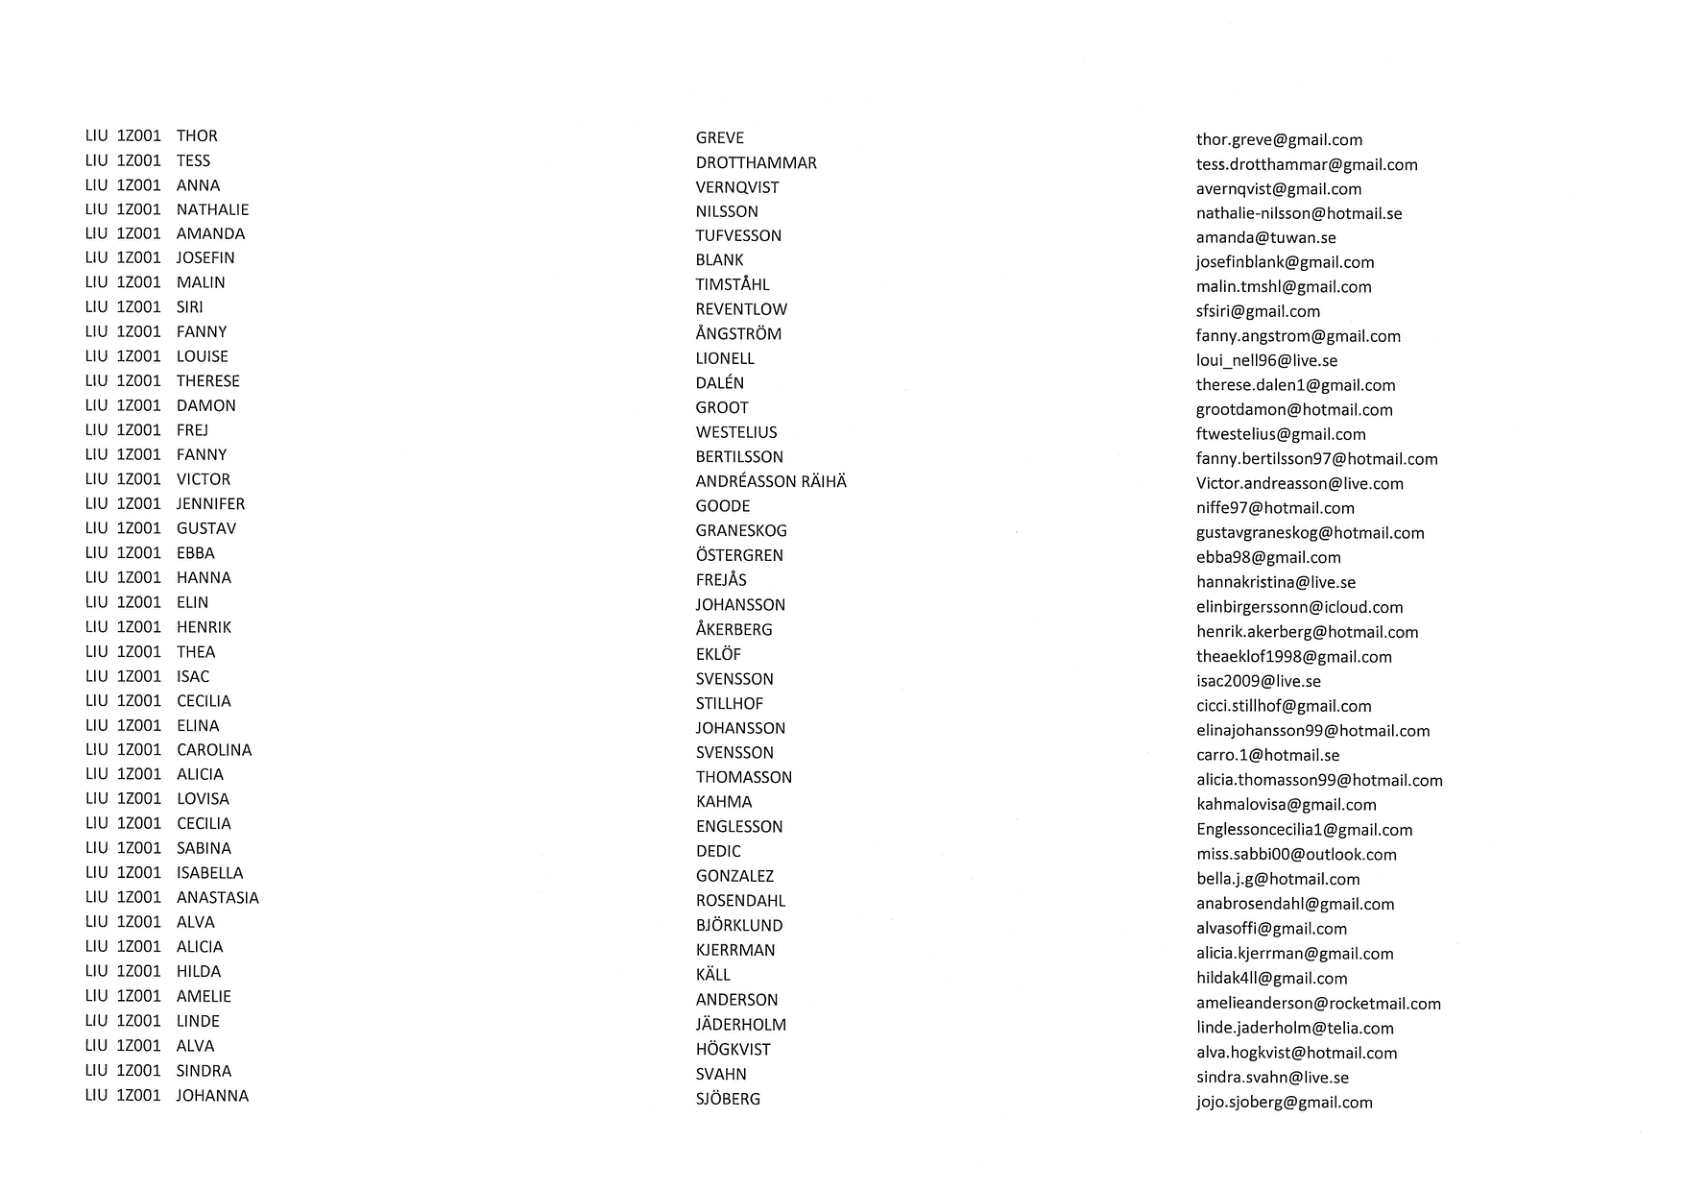 LIU 1Z001 THOR GREVE thor.greve@gmail.com
LIU 1Z001 TESS DROTTHAMMAR tess.drotthammar@gmail.com
LIU 1Z001 ANNA VERNQVIST avernqvist@gmail.com
LIU 1Z001 NATHALIE NILSSON nathalie-nilsson@hotmail.se
LIU 1Z001 AMANDA TUFVESSON amanda@tuwan.se
LIU 1Z001 JOSEFIN BLANK josefinblank@gmail.com
LIU 1Z001 MALIN TIMSTÅHL malin.tmshl@gmail.com
LIU 1Z001 SIRI REVENTLOW sfsiri@gmail.com
LIU 1Z001 FANNY ÅNGSTRÖM fanny.angstrom@gmail.com
LIU 1Z001 LOUISE LIONELL loui_nell96@live.se
LIU 1Z001 THERESE DALÉN therese.dalen1@gmail.com
LIU 1Z001 DAMON GROOT grootdamon@hotmail.com
LIU 1Z001 FREJ WESTELIUS ftwestelius@gmail.com
LIU 1Z001 FANNY BERTILSSON fanny.bertilsson97@hotmail.com
LIU 1Z001 VICTOR ANDRÉASSON RÄIHÄ Victor.andreasson@live.com
LIU 1Z001 JENNIFER GOODE niffe97@hotmail.com
LIU 1Z001 GUSTAV GRANESKOG gustavgraneskog@hotmail.com
LIU 1Z001 EBBA ÖSTERGREN ebba98@gmail.com
LIU 1Z001 HANNA FREJÅS hannakristina@live.se
LIU 1Z001 ELIN JOHANSSON elinbirgerssonn@icloud.com
LIU 1Z001 HENRIK ÅKERBERG henrik.akerberg@hotmail.com
LIU 1Z001 THEA EKLÖF theaeklof1998@gmail.com
LIU 1Z001 ISAC SVENSSON isac2009@live.se
LIU 1Z001 CECILIA STILLHOF cicci.stillhof@gmail.com
LIU 1Z001 ELINA JOHANSSON elinajohansson99@hotmail.com
LIU 1Z001 CAROLINA SVENSSON carro.1@hotmail.se
LIU 1Z001 ALICIA THOMASSON alicia.thomasson99@hotmail.com
LIU 1Z001 LOVISA KAHMA kahmalovisa@gmail.com
LIU 1Z001 CECILIA ENGLESSON Englessoncecilia1@gmail.com
LIU 1Z001 SABINA DEDIC miss.sabbi00@outlook.com
LIU 1Z001 ISABELLA GONZALEZ bella.j.g@hotmail.com
LIU 1Z001 ANASTASIA ROSENDAHL anabrosendahl@gmail.com
LIU 1Z001 ALVA BJÖRKLUND alvasoffi@gmail.com
LIU 1Z001 ALICIA KJERRMAN alicia.kjerrman@gmail.com
LIU 1Z001 HILDA KÄLL hildak4ll@gmail.com
LIU 1Z001 AMELIE ANDERSON amelieanderson@rocketmail.com
LIU 1Z001 LINDE JÄDERHOLM linde.jaderholm@telia.com
LIU 1Z001 ALVA HÖGKVIST alva.hogkvist@hotmail.com
LIU 1Z001 SINDRA SVAHN sindra.svahn@live.se
LIU 1Z001 JOHANNA SJÖBERG jojo.sjoberg@gmail.com